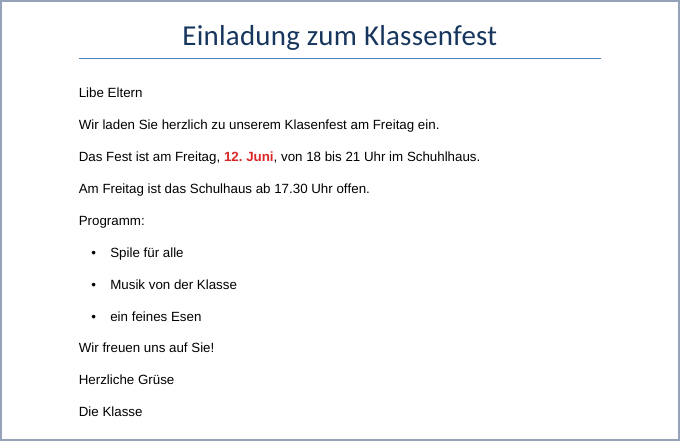 Einladung zum Klassenfest
Libe Eltern
Wir laden Sie herzlich zu unserem Klasenfest am Freitag ein.
Das Fest ist am Freitag, 12. Juni, von 18 bis 21 Uhr im Schuhlhaus.
Am Freitag ist das Schulhaus ab 17.30 Uhr offen.
Programm:
• Spile für alle
• Musik von der Klasse
• ein feines Esen
Wir freuen uns auf Sie!
Herzliche Grüse
Die Klasse